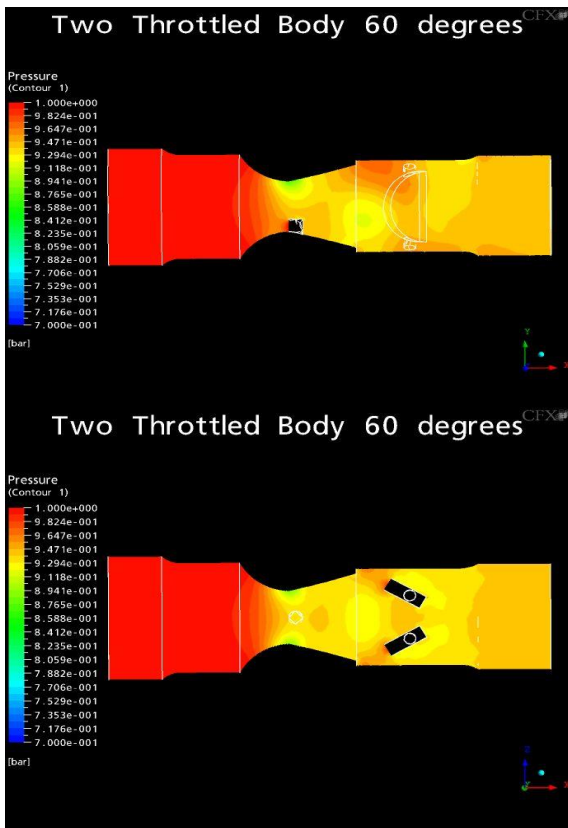 Two Throttled Body 60 degrees
CFX
Pressure
(Contour 1)
1.000e+000
9.824e-001
9.647e-001
9.471e-001
9.294e-001
9.118e-001
8.941e-001
8.765e-001
8.588e-001
8.412e-001
8.235e-001
8.059e-001
7.882e-001
7.706e-001
7.529e-001
7.353e-001
7.176e-001
7.000e-001
[bar]
Y
X
Two Throttled Body 60 degrees
CFX
Pressure
(Contour 1)
1.000e+000
9.824e-001
9.647e-001
9.471e-001
9.294e-001
9.118e-001
8.941e-001
8.765e-001
8.588e-001
8.412e-001
8.235e-001
8.059e-001
7.882e-001
7.706e-001
7.529e-001
7.353e-001
7.176e-001
7.000e-001
[bar]
Z
Y
X